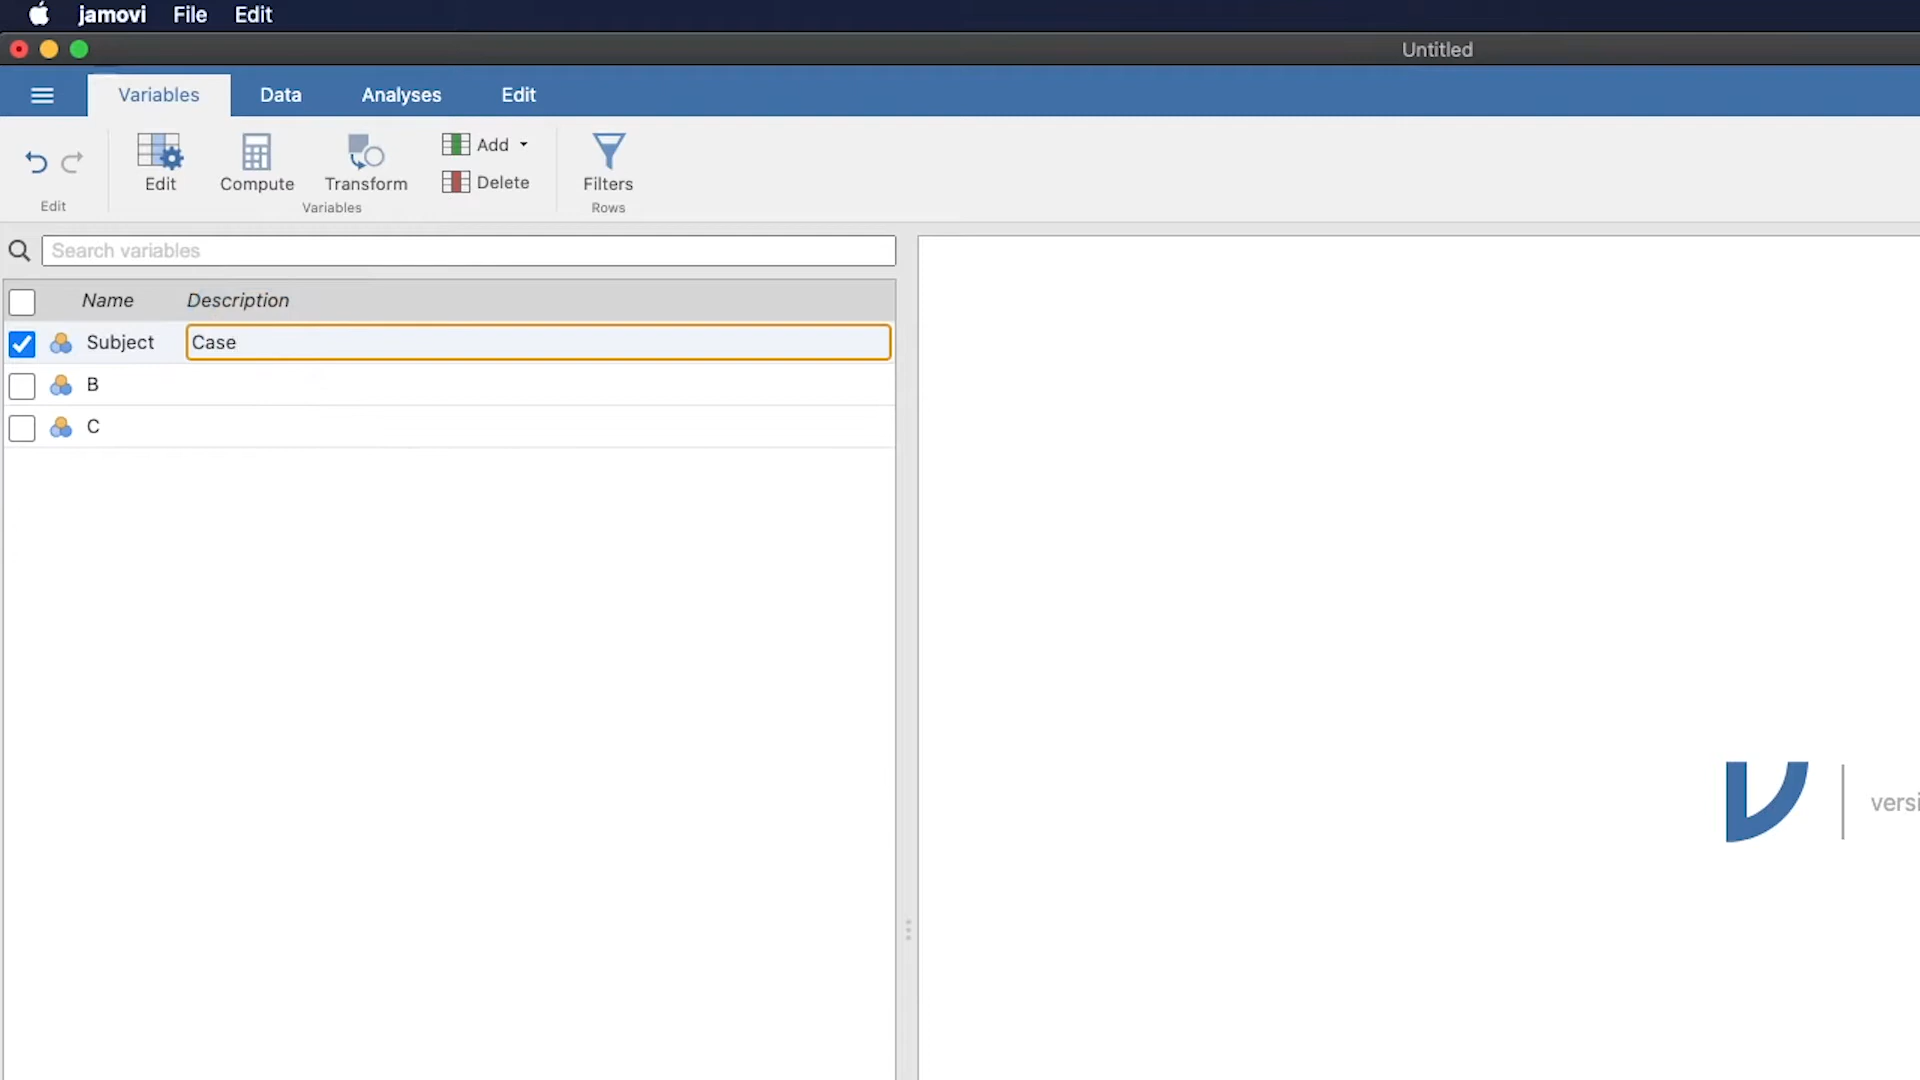 jamovi File Edit
Untitled
Variables Data Analyses Edit
Add
Edit Compute Transform Delete Filters
Edit Variables Rows
Search variables
Name Description
Subject Case
B
C
versi